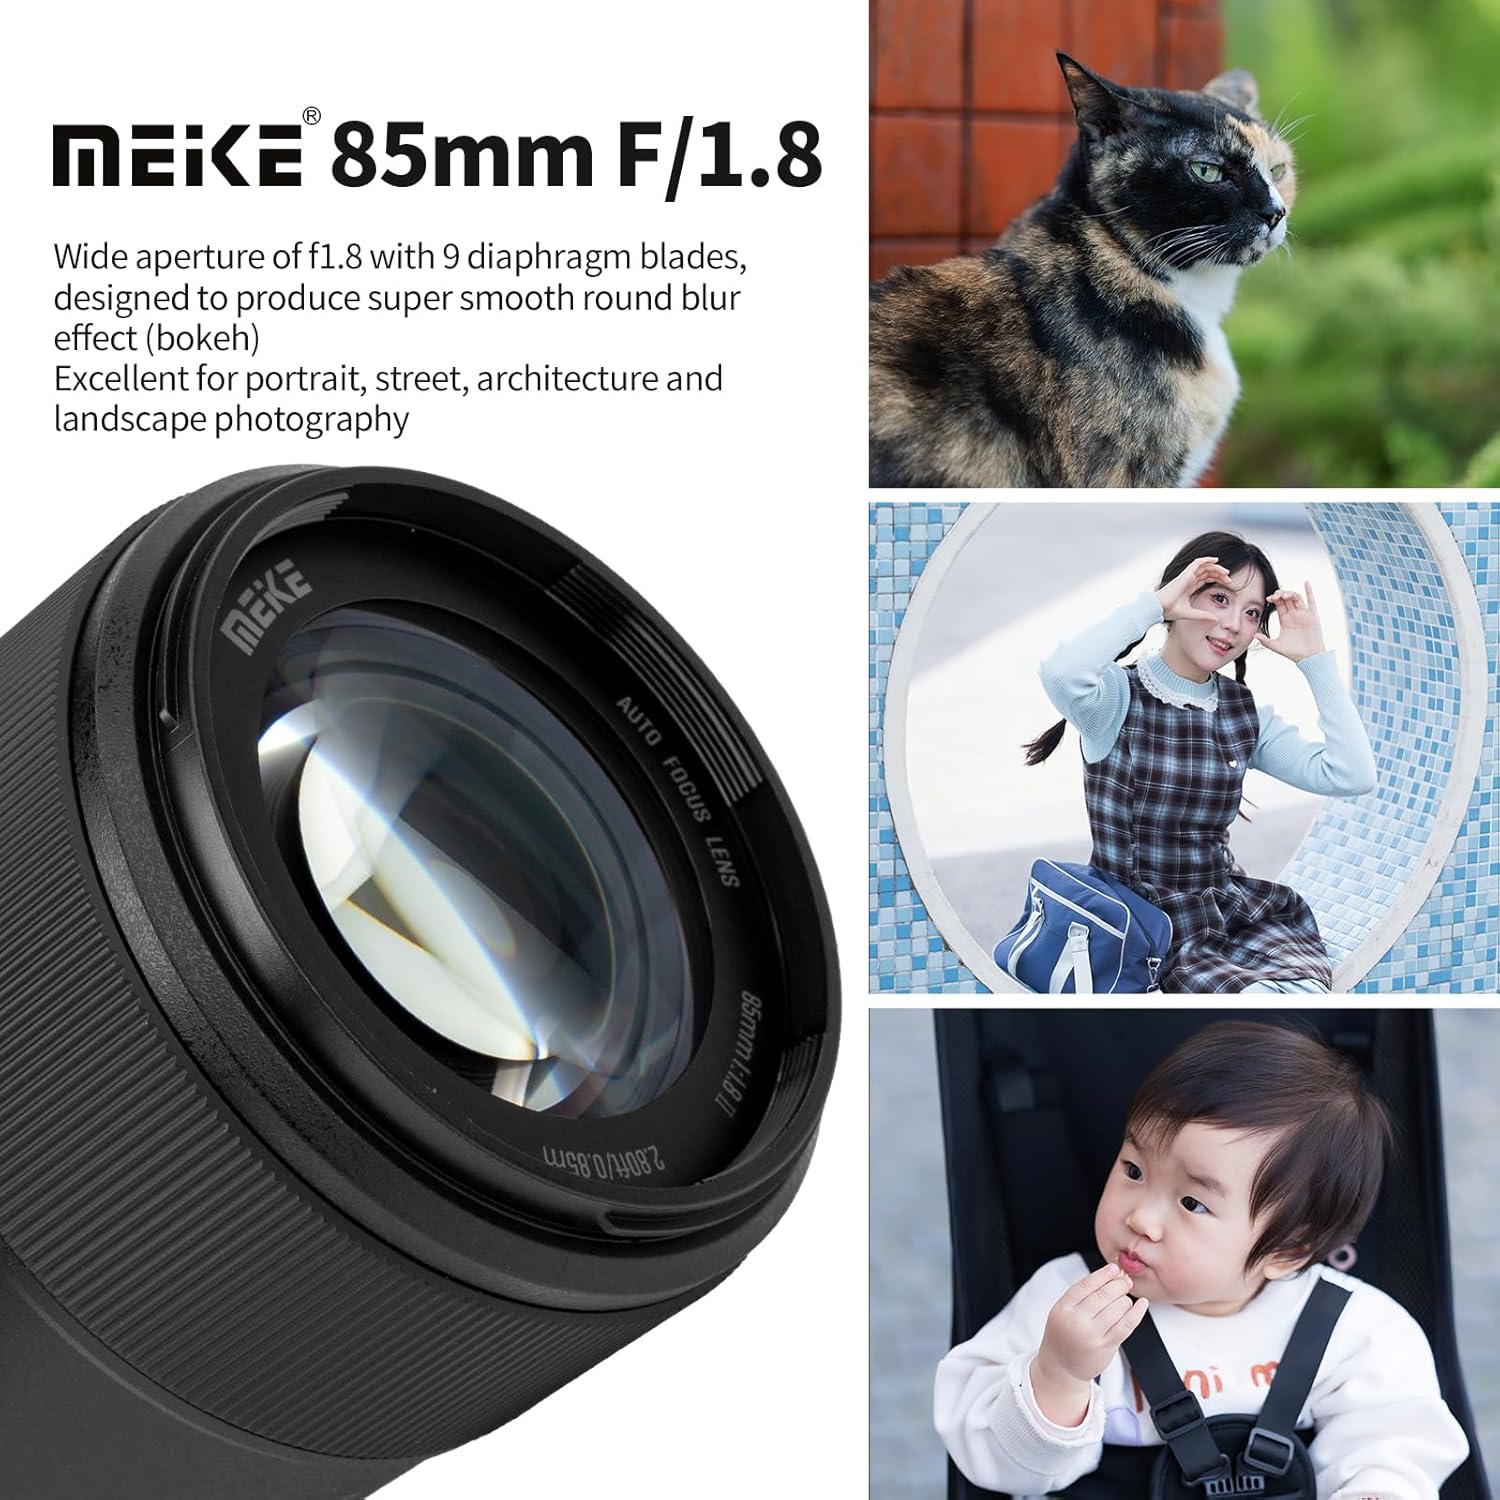 MEIKE® 85mm F/1.8
Wide aperture of f1.8 with 9 diaphragm blades,
designed to produce super smooth round blur
effect (bokeh)
Excellent for portrait, street, architecture and
landscape photography
MEIKE
AUTO FOCUS LENS
85mm f:1.8 II
2.80ft/0.85m